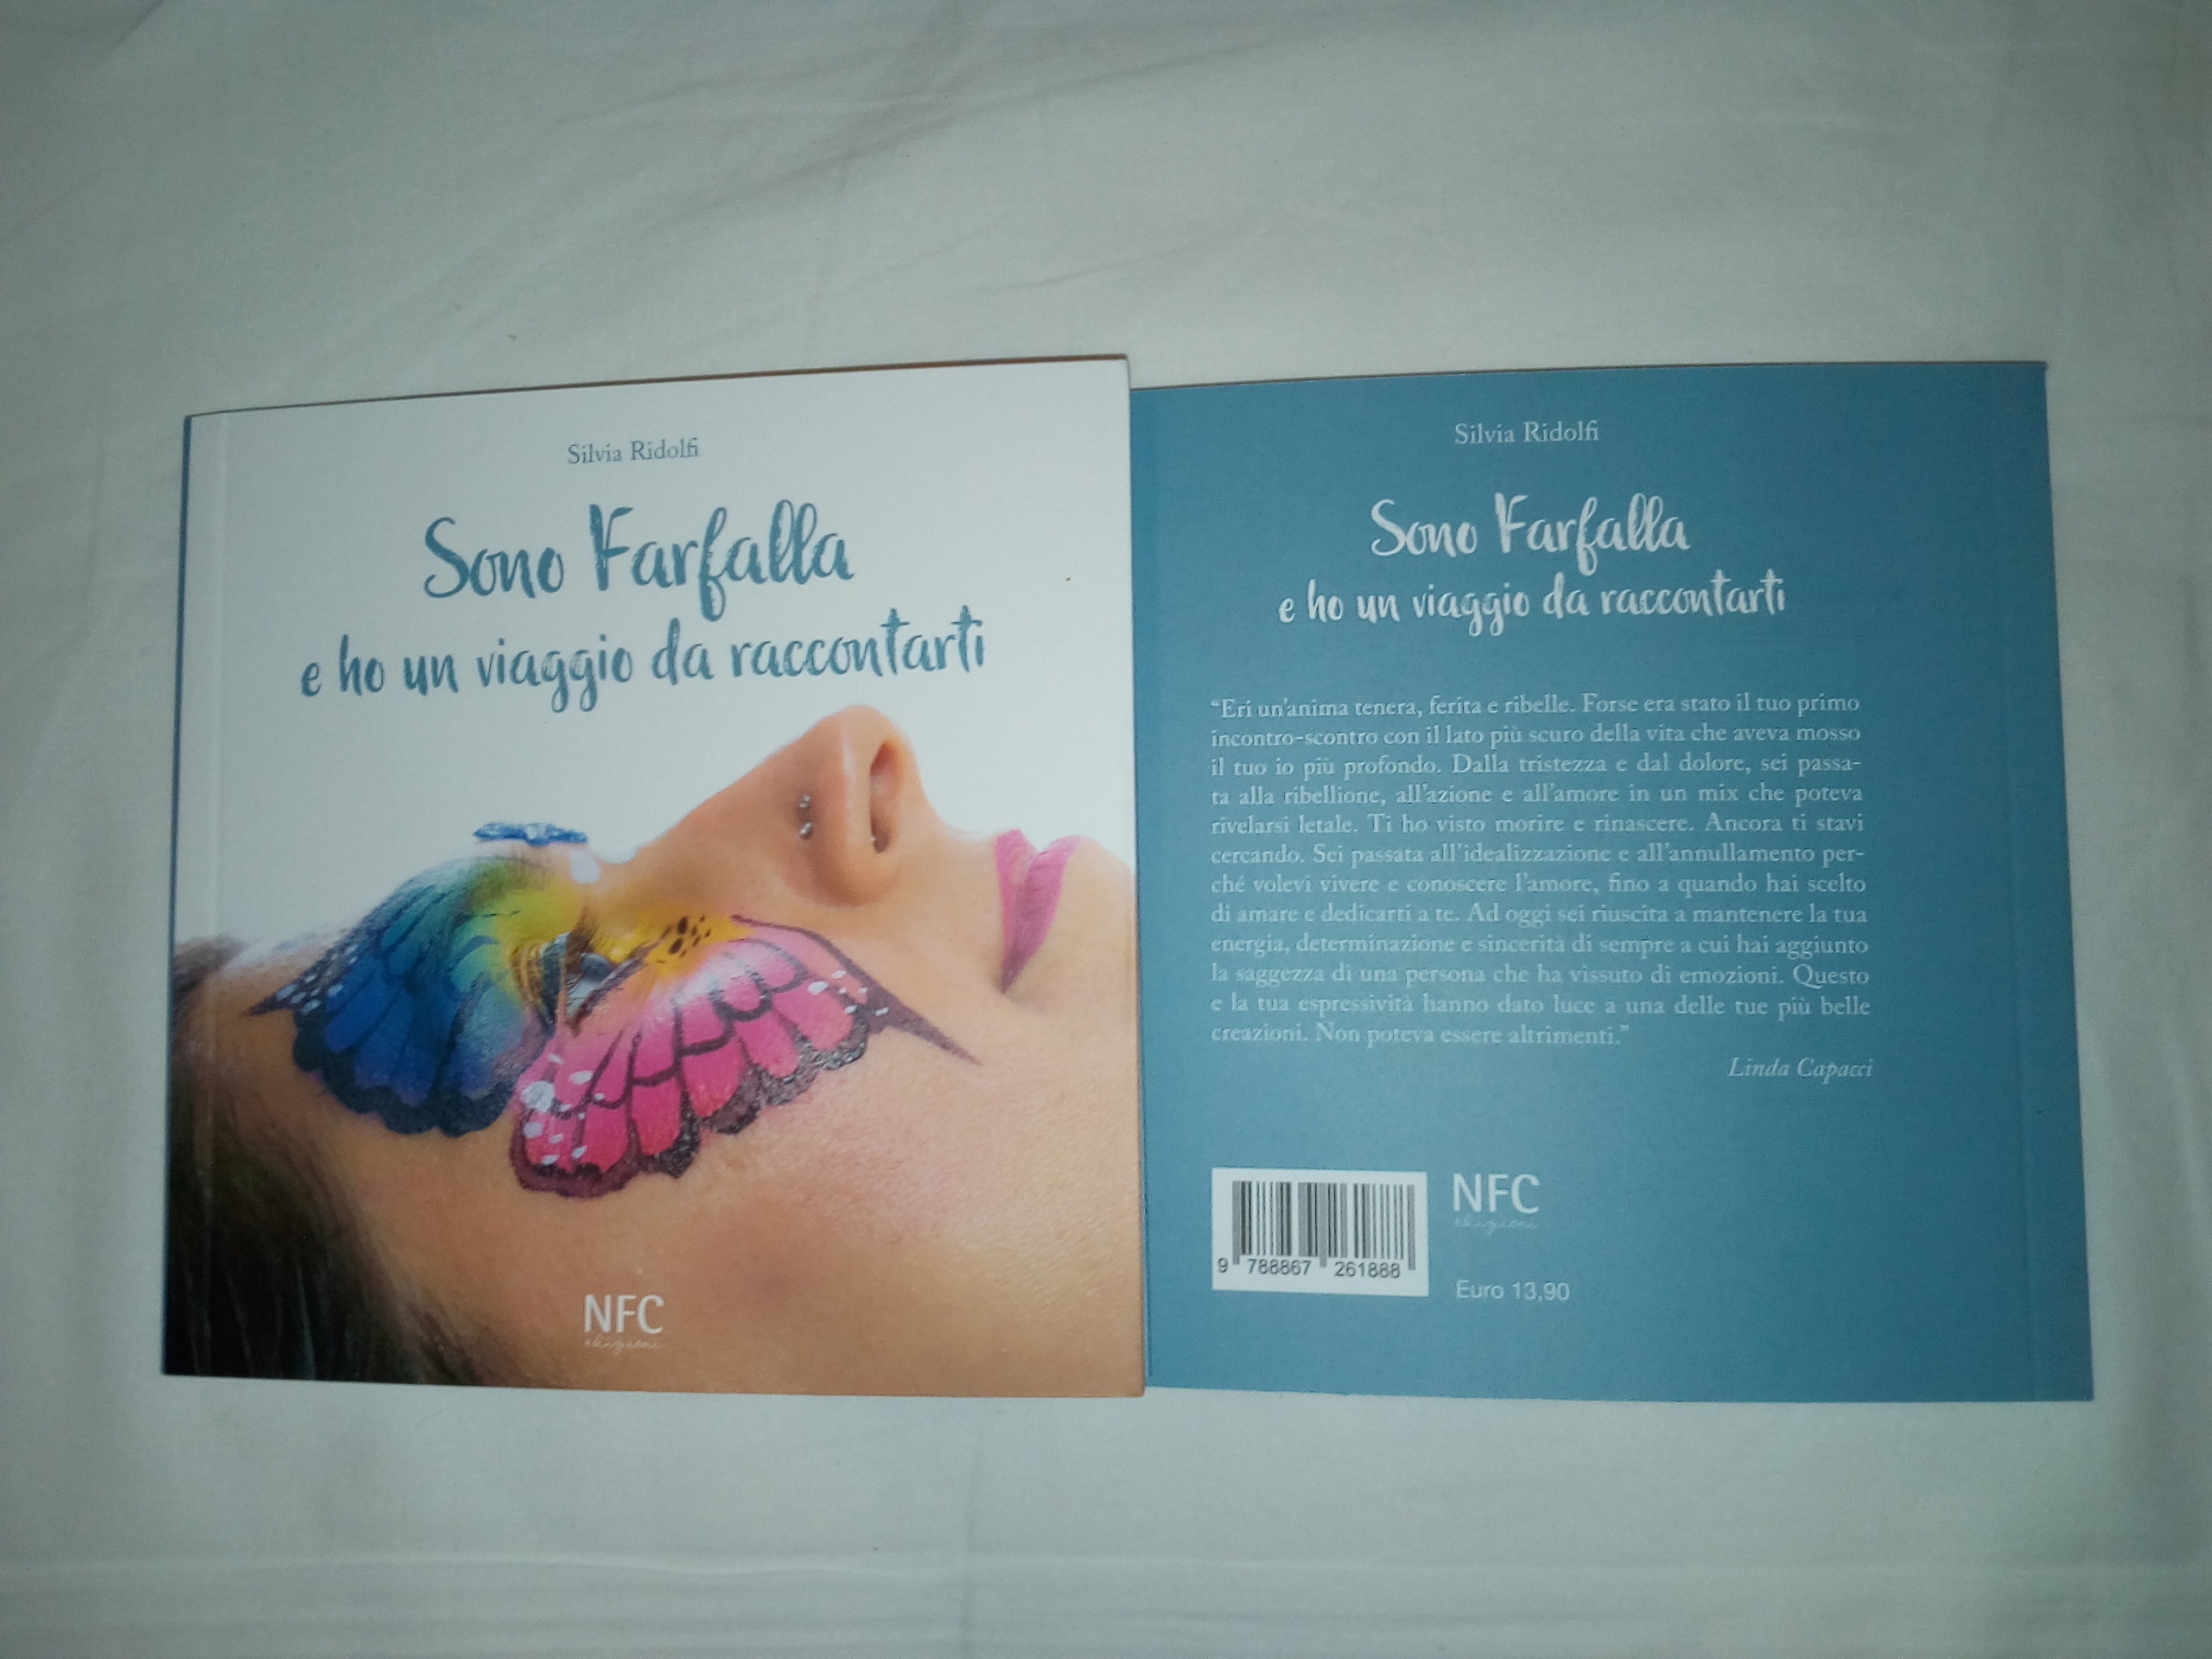 Silvia Ridolfi
Sono Farfalla
e ho un viaggio da raccontarti
NFC
edizioni
Silvia Ridolfi
Sono Farfalla
e ho un viaggio da raccontarti
“Eri un'anima tenera, ferita e ribelle. Forse era stato il tuo primo
incontro-scontro con il lato più scuro della vita che aveva mosso
il tuo io più profondo. Dalla tristezza e dal dolore, sei passa-
ta alla ribellione, all'azione e all'amore in un mix che poteva
rivelarsi letale. Ti ho visto morire e rinascere. Ancora ti stavi
cercando. Sei passata all'idealizzazione e all'annullamento per-
ché volevi vivere e conoscere l'amore, fino a quando hai scelto
di amare e dedicarti a te. Ad oggi sei riuscita a mantenere la tua
energia, determinazione e sincerità di sempre a cui hai aggiunto
la saggezza di una persona che ha vissuto di emozioni. Questo
e la tua espressività hanno dato luce a una delle tue più belle
creazioni. Non poteva essere altrimenti.”
Linda Capacci
9 788867 261888
NFC
edizioni
Euro 13,90